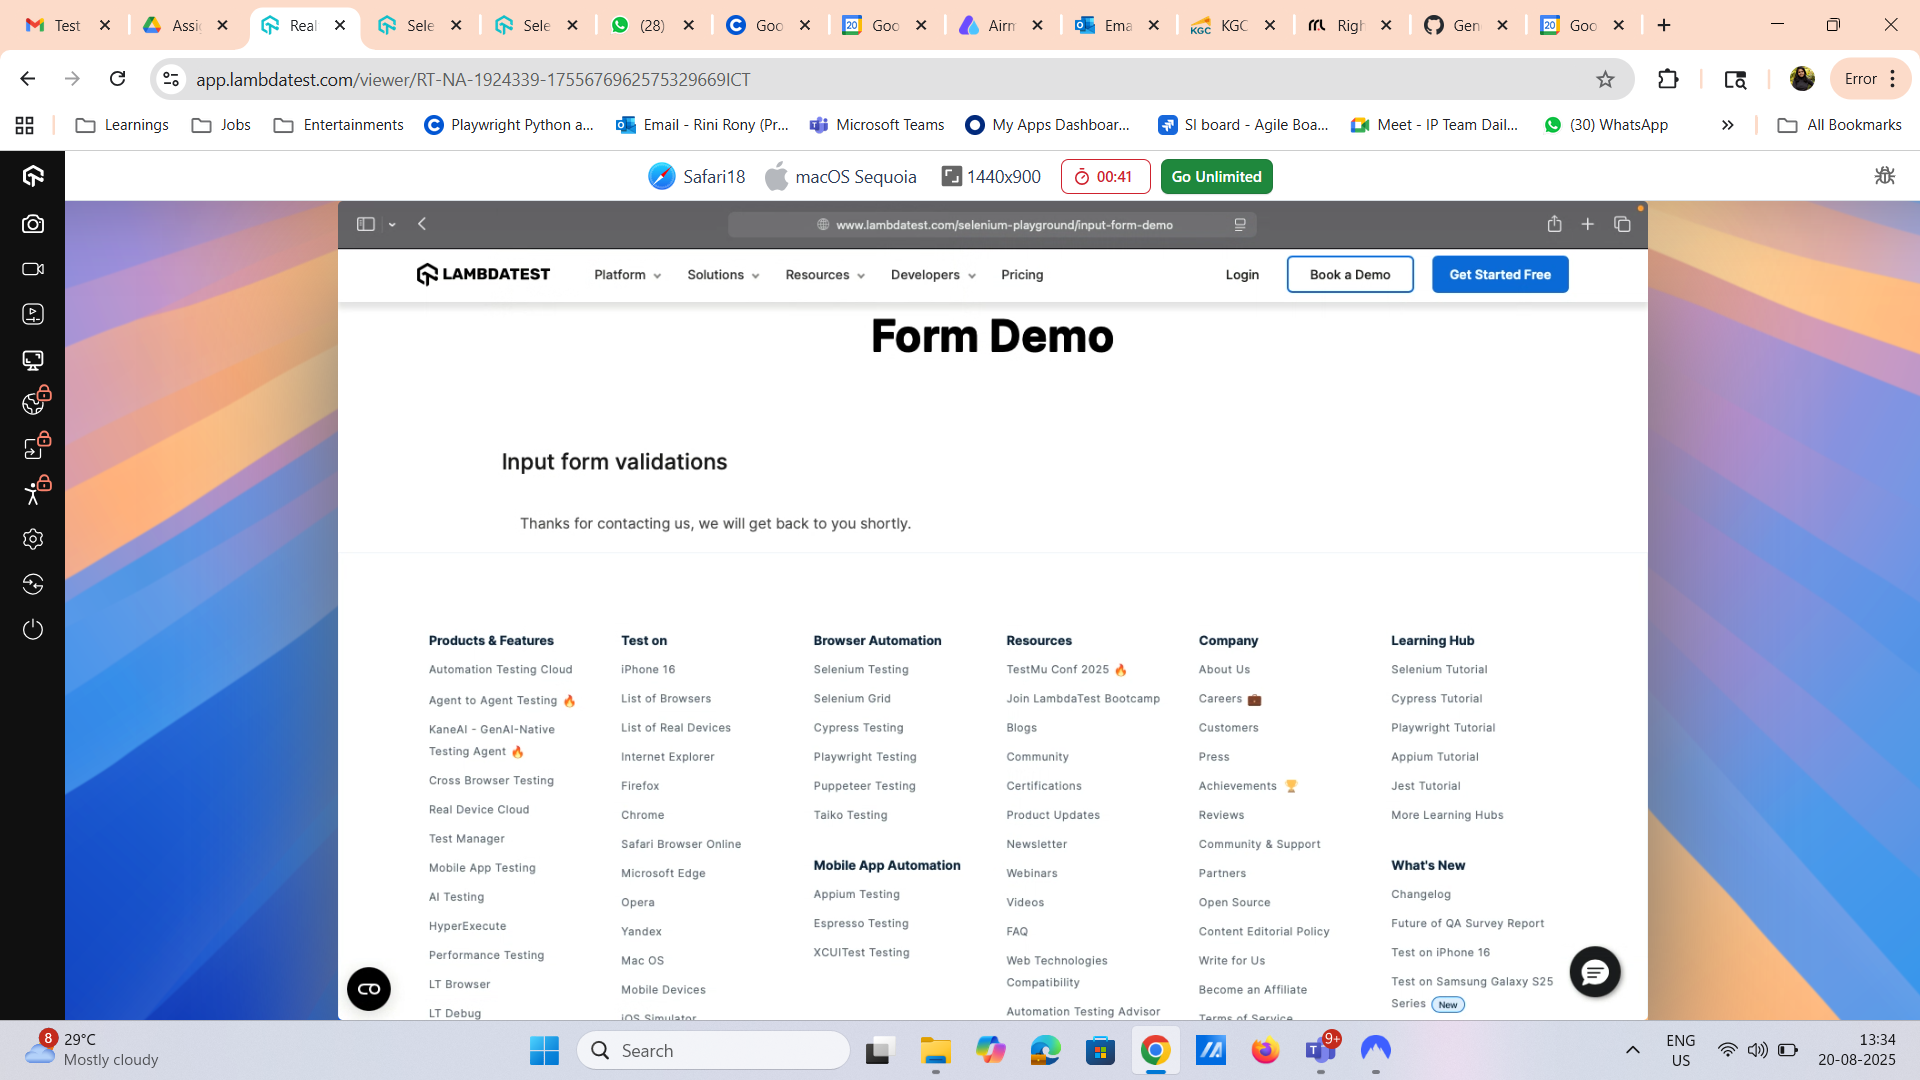 Test
Assig
Real
Sele
Sele
(28)
Goo
Goo
Airm
Ema
KGC
KGC
Righ
Gen
Goo
app.lambdatest.com/viewer/RT-NA-1924339-1755676962575329669ICT
Error
Learnings
Jobs
Entertainments
Playwright Python a...
Email - Rini Rony (Pr...
Microsoft Teams
My Apps Dashboar...
SI board - Agile Boa...
Meet - IP Team Dail...
(30) WhatsApp
All Bookmarks
Safari18
macOS Sequoia
1440x900
00:41
Go Unlimited
www.lambdatest.com/selenium-playground/input-form-demo
LAMBDATEST
Platform
Solutions
Resources
Developers
Pricing
Login
Book a Demo
Get Started Free
Form Demo
Input form validations
Thanks for contacting us, we will get back to you shortly.
Products & Features
Automation Testing Cloud
Agent to Agent Testing 🔥
KaneAI - GenAI-Native
Testing Agent 🔥
Cross Browser Testing
Real Device Cloud
Test Manager
Mobile App Testing
AI Testing
HyperExecute
Performance Testing
LT Browser
LT Debug
Test on
iPhone 16
List of Browsers
List of Real Devices
Internet Explorer
Firefox
Chrome
Safari Browser Online
Microsoft Edge
Opera
Yandex
Mac OS
Mobile Devices
iOS Simulator
Browser Automation
Selenium Testing
Selenium Grid
Cypress Testing
Playwright Testing
Puppeteer Testing
Taiko Testing
Mobile App Automation
Appium Testing
Espresso Testing
XCUITest Testing
Resources
TestMu Conf 2025 🔥
Join LambdaTest Bootcamp
Blogs
Community
Certifications
Product Updates
Newsletter
Webinars
Videos
FAQ
Web Technologies
Compatibility
Automation Testing Advisor
Company
About Us
Careers 💼
Customers
Press
Achievements 🏆
Reviews
Community & Support
Partners
Open Source
Content Editorial Policy
Write for Us
Become an Affiliate
Terms of Service
Learning Hub
Selenium Tutorial
Cypress Tutorial
Playwright Tutorial
Appium Tutorial
Jest Tutorial
More Learning Hubs
What's New
Changelog
Future of QA Survey Report
Test on iPhone 16
Test on Samsung Galaxy S25
Series New
8
29°C
Mostly cloudy
Search
9+
ENG
US
13:34
20-08-2025